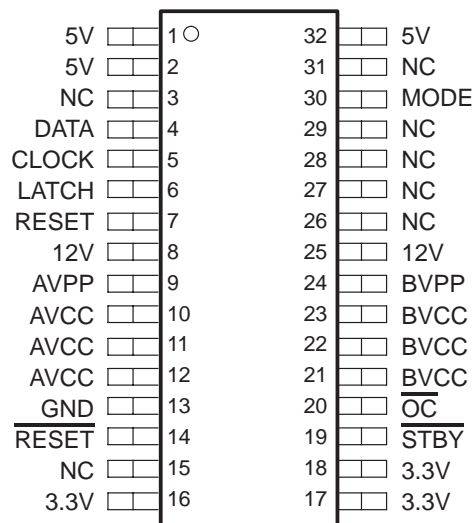 5V 1 32 5V
5V 2 31 NC
NC 3 30 MODE
DATA 4 29 NC
CLOCK 5 28 NC
LATCH 6 27 NC
RESET 7 26 NC
12V 8 25 12V
AVPP 9 24 BVPP
AVCC 10 23 BVCC
AVCC 11 22 BVCC
AVCC 12 21 BVCC
GND 13 20 O̅C̅
R̅E̅S̅E̅T̅ 14 19 S̅T̅B̅Y̅
NC 15 18 3.3V
3.3V 16 17 3.3V